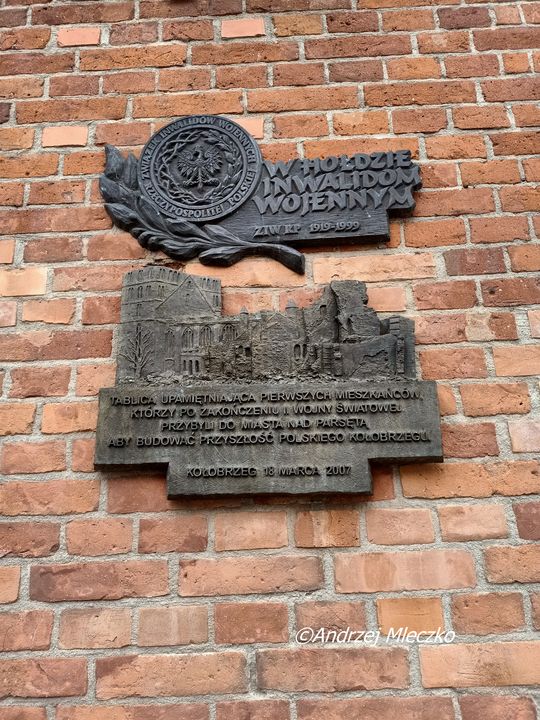 ZWIĄZEK INWALIDÓW WOJENNYCH
RZECZYPOSPOLITEJ POLSKIEJ
W HOŁDZIE
INWALIDOM
WOJENNYM
ZIW RP 1919-1999
TABLICA UPAMIĘTNIAJĄCA PIERWSZYCH MIESZKAŃCÓW,
KTÓRZY PO ZAKOŃCZENIU II WOJNY ŚWIATOWEJ
PRZYBYLI DO MIASTA NAD PARSĘTĄ
ABY BUDOWAĆ PRZYSZŁOŚĆ POLSKIEGO KOŁOBRZEGU.
KOŁOBRZEG 18 MARCA 2007
©Andrzej Mleczko